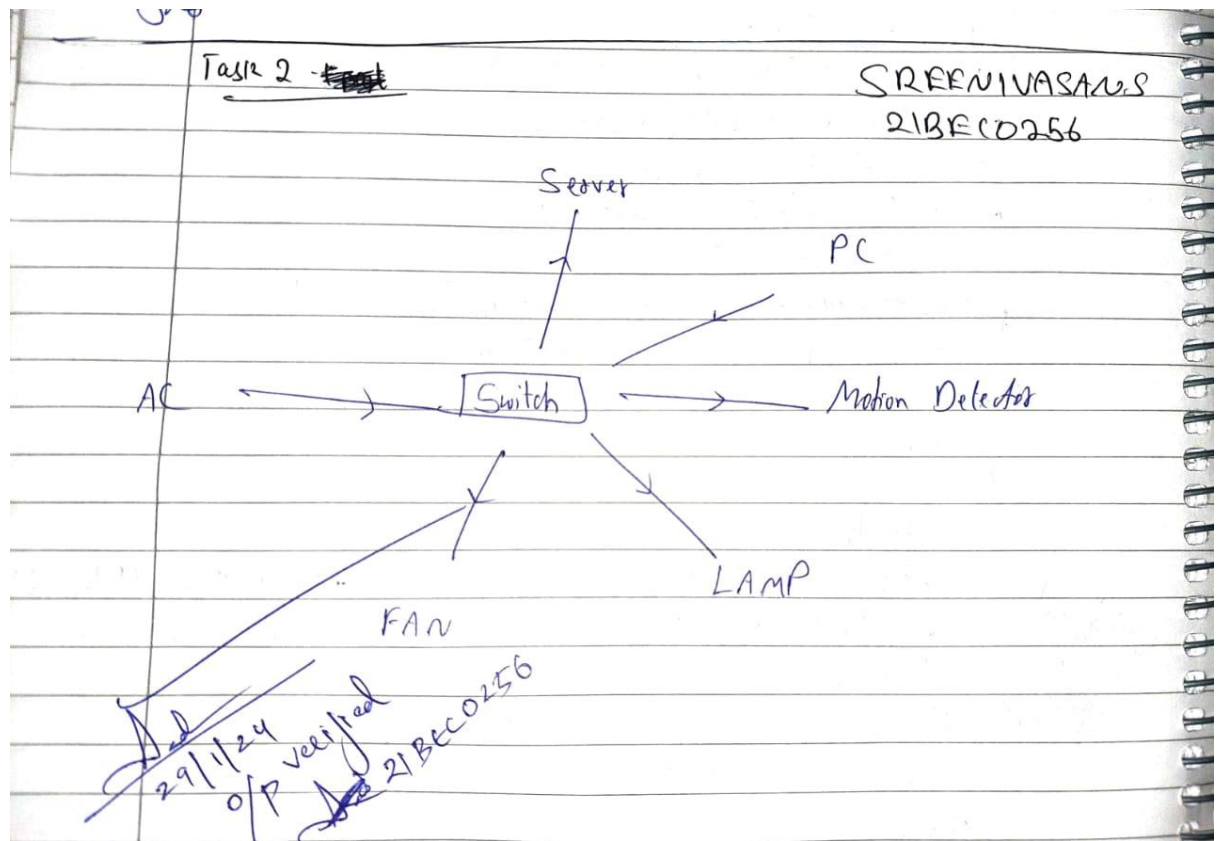 Task 2
SREENIVASAN.S
21BEC0256
Server
PC
AC
Switch
Motion Detector
LAMP
FAN
29/1/24
O/P verified
21BEC0256